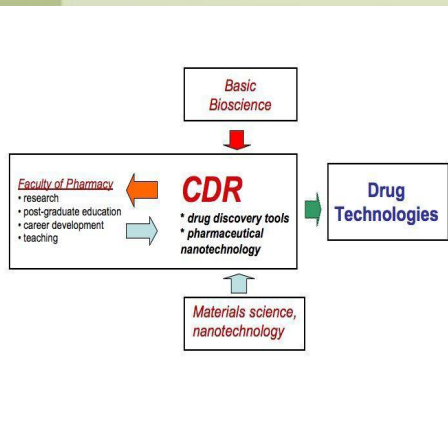 Basic
Bioscience
Faculty of Pharmacy
• research
• post-graduate education
• career development
• teaching
CDR
* drug discovery tools
* pharmaceutical
nanotechnology
Drug
Technologies
Materials science,
nanotechnology